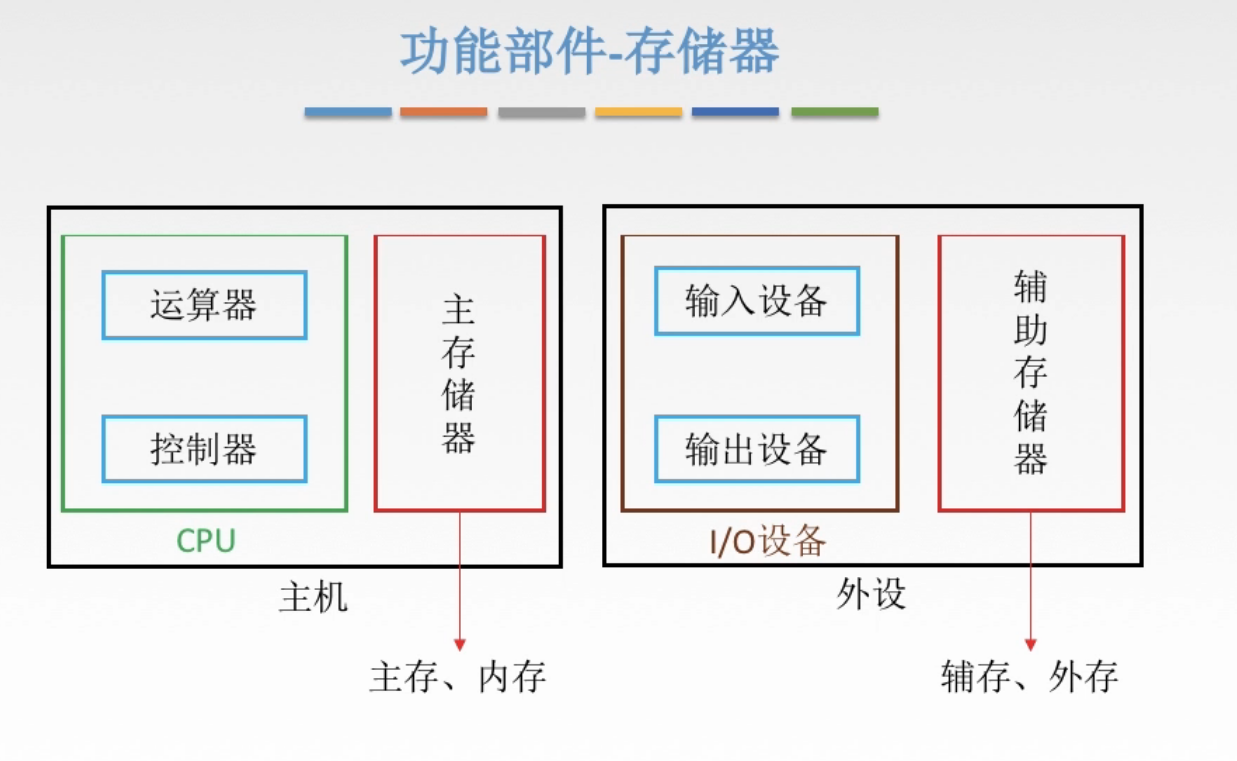 功能部件-存储器
运算器
控制器
CPU
主存储器
主机
主存、内存
输入设备
输出设备
I/O设备
辅助存储器
外设
辅存、外存